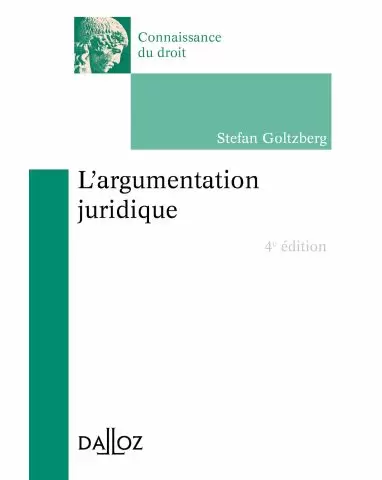 Connaissance
du droit
Stefan Goltzberg
L’argumentation
juridique
4e édition
DALLOZ